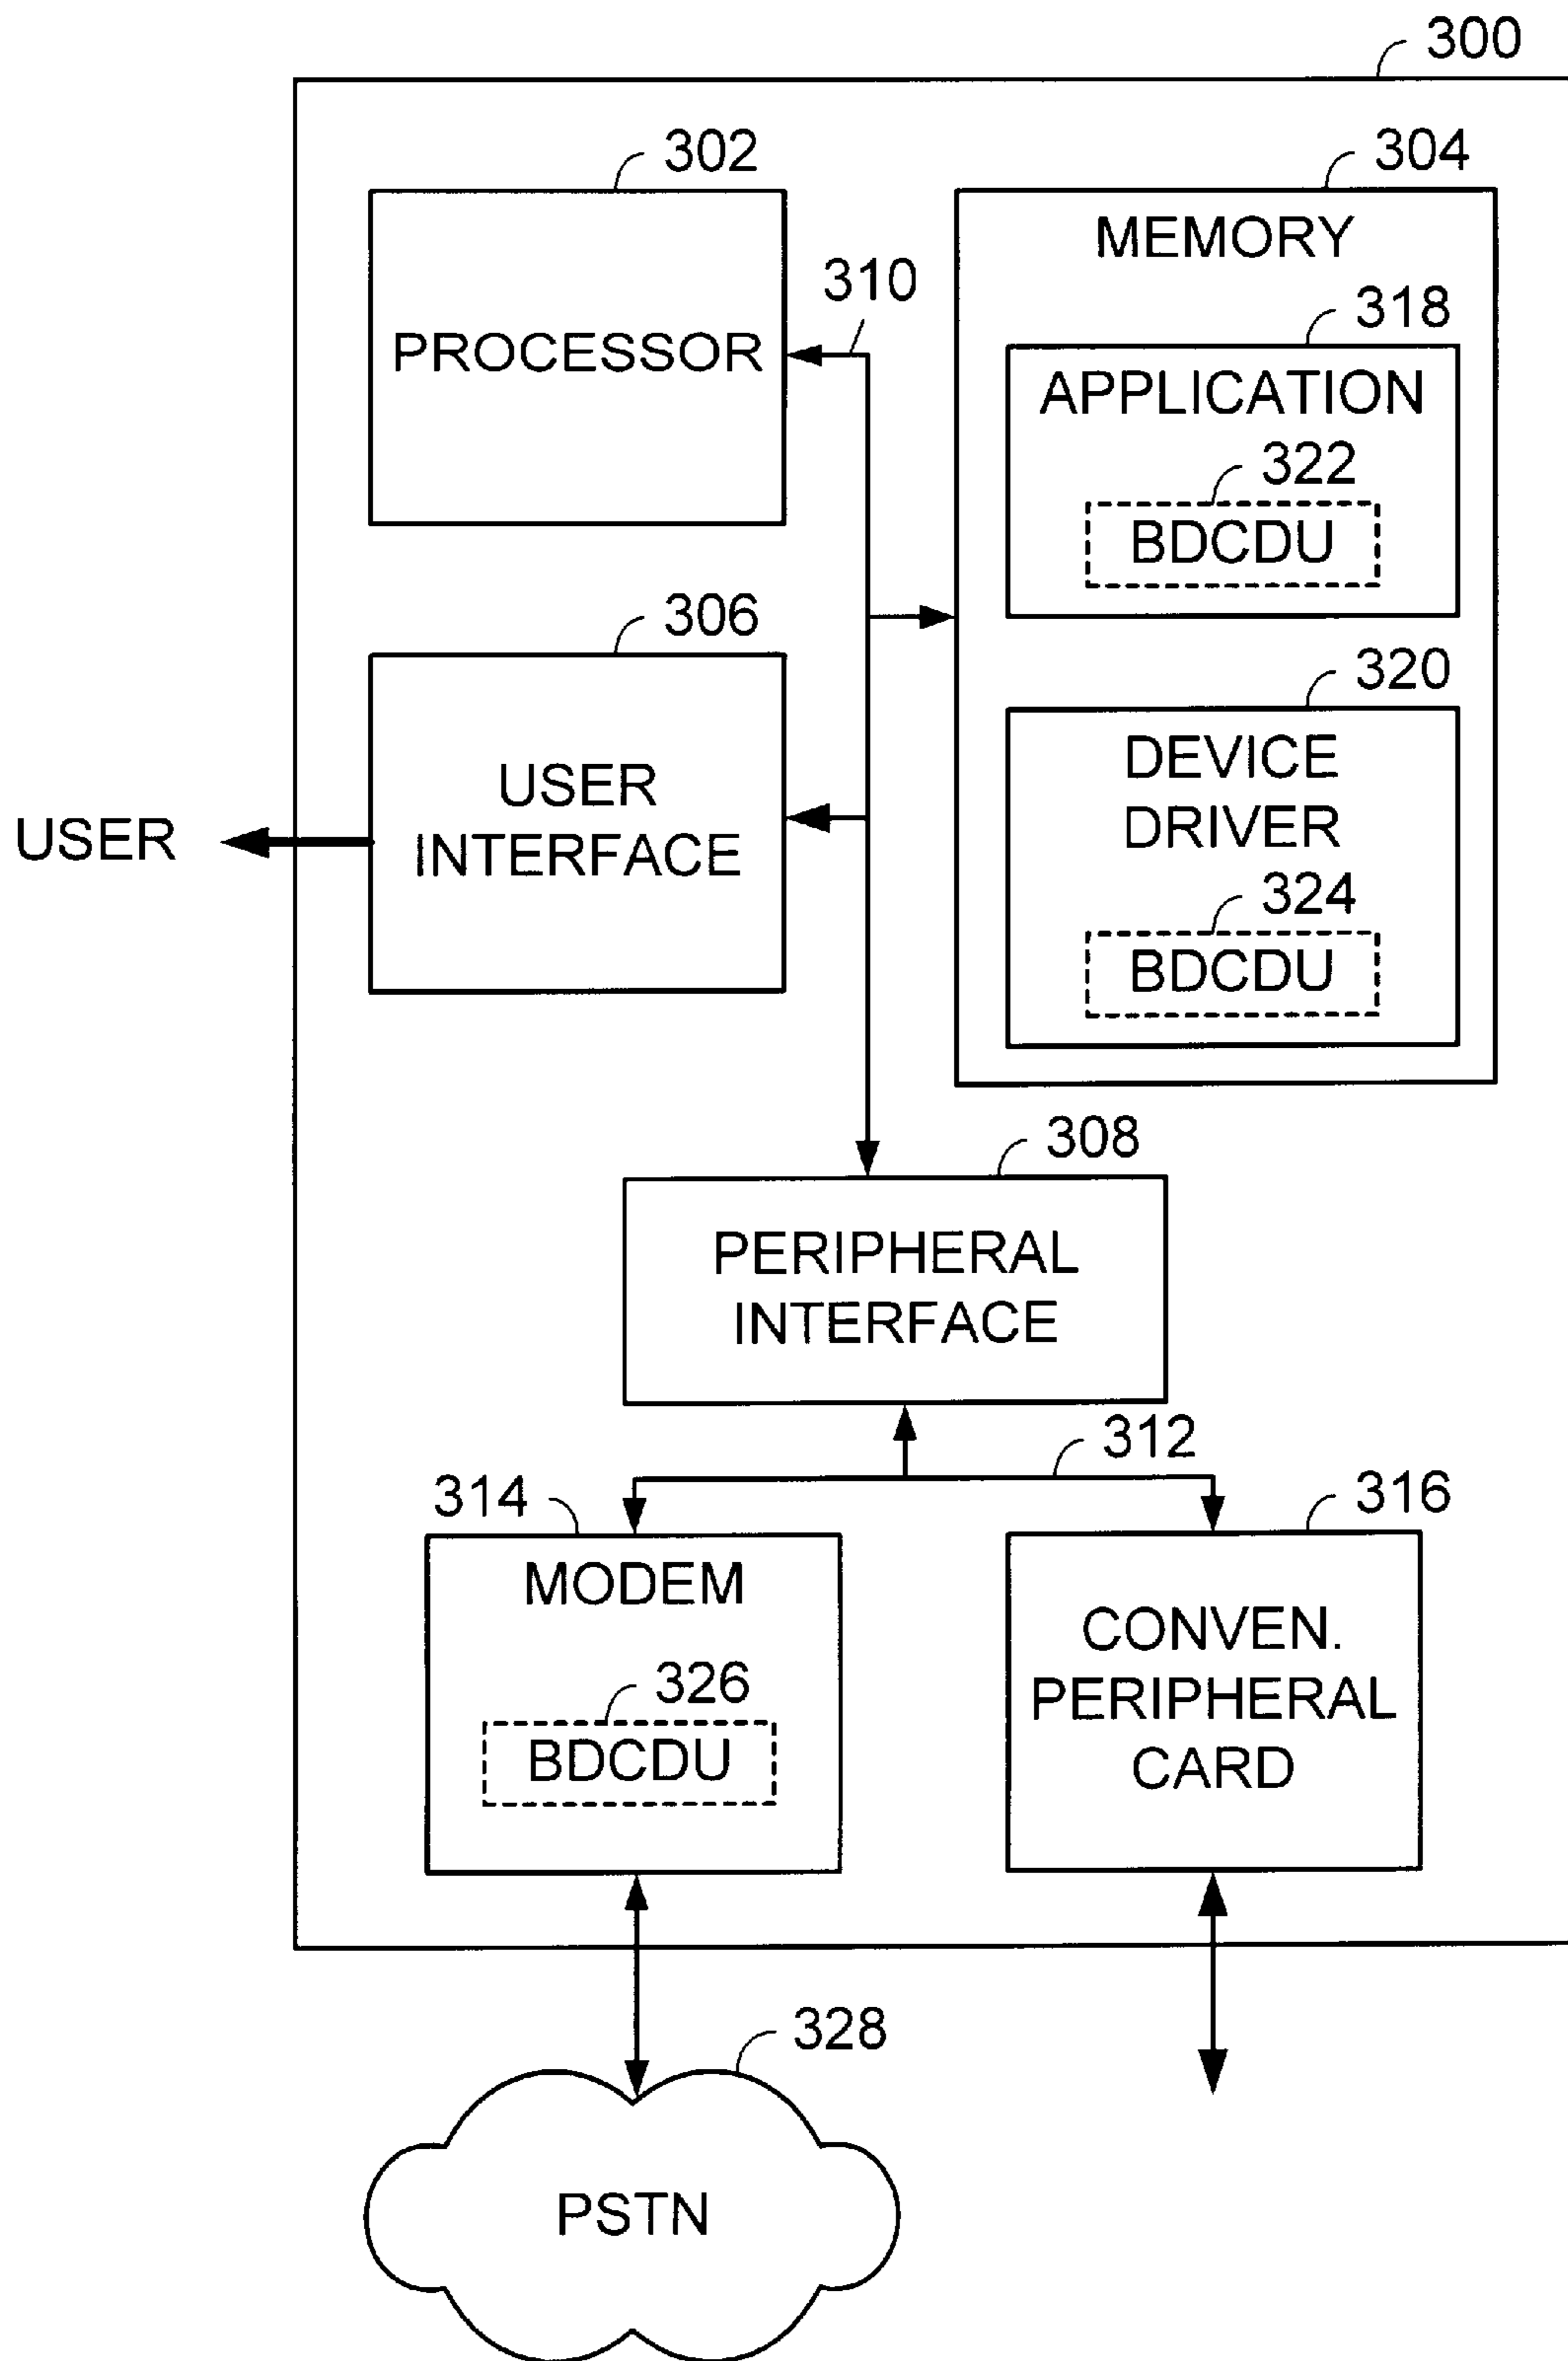 300
302
304
PROCESSOR
310
MEMORY
318
APPLICATION
322
BDCDU
306
USER
INTERFACE
USER
320
DEVICE
DRIVER
324
BDCDU
308
PERIPHERAL
INTERFACE
312
314
MODEM
326
BDCDU
316
CONVEN.
PERIPHERAL
CARD
328
PSTN